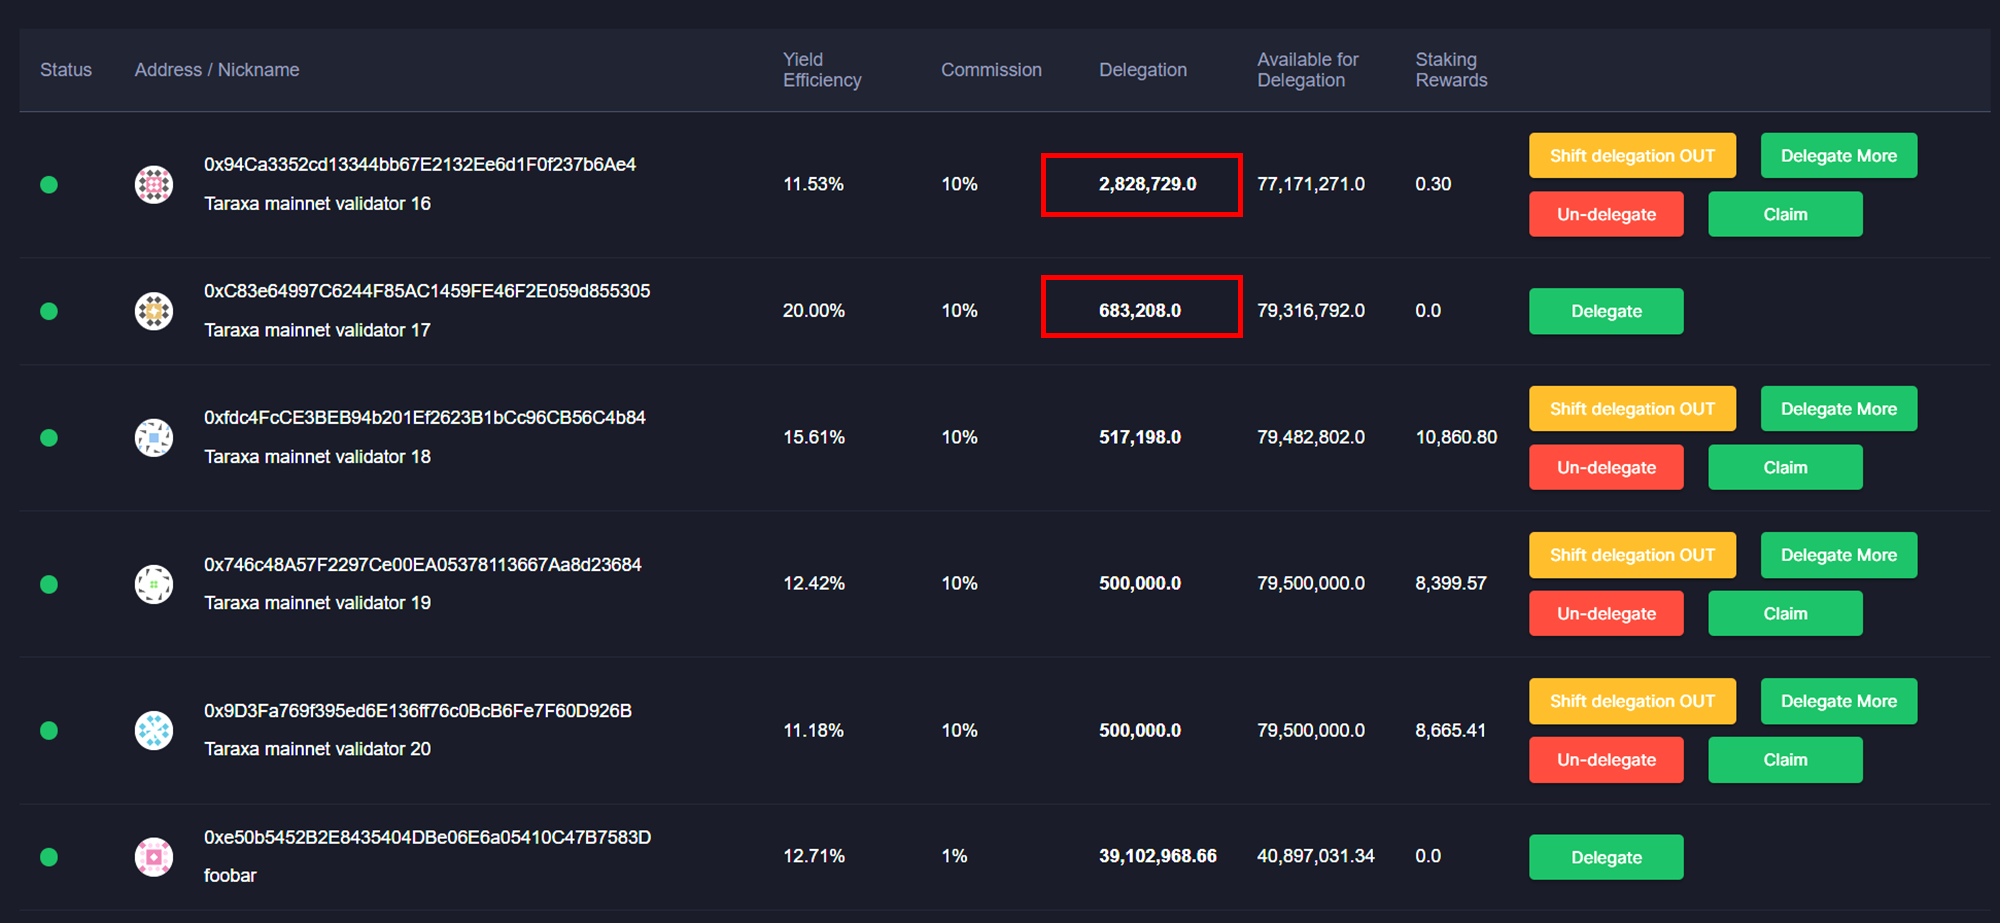 Status Address / Nickname Yield Efficiency Commission Delegation Available for Delegation Staking Rewards
0x94Ca3352cd13344bb67E2132Ee6d1F0f237b6Ae4
Taraxa mainnet validator 16
11.53% 10% 2,828,729.0 77,171,271.0 0.30
Shift delegation OUT Delegate More
Un-delegate Claim
0xC83e64997C6244F85AC1459FE46F2E059d855305
Taraxa mainnet validator 17
20.00% 10% 683,208.0 79,316,792.0 0.0
Delegate
0xfdc4FcCE3BEB94b201Ef2623B1bCc96CB56C4b84
Taraxa mainnet validator 18
15.61% 10% 517,198.0 79,482,802.0 10,860.80
Shift delegation OUT Delegate More
Un-delegate Claim
0x746c48A57F2297Ce00EA05378113667Aa8d23684
Taraxa mainnet validator 19
12.42% 10% 500,000.0 79,500,000.0 8,399.57
Shift delegation OUT Delegate More
Un-delegate Claim
0x9D3Fa769f395ed6E136ff76c0BcB6Fe7F60D926B
Taraxa mainnet validator 20
11.18% 10% 500,000.0 79,500,000.0 8,665.41
Shift delegation OUT Delegate More
Un-delegate Claim
0xe50b5452B2E8435404DBe06E6a05410C47B7583D
foobar
12.71% 1% 39,102,968.66 40,897,031.34 0.0
Delegate